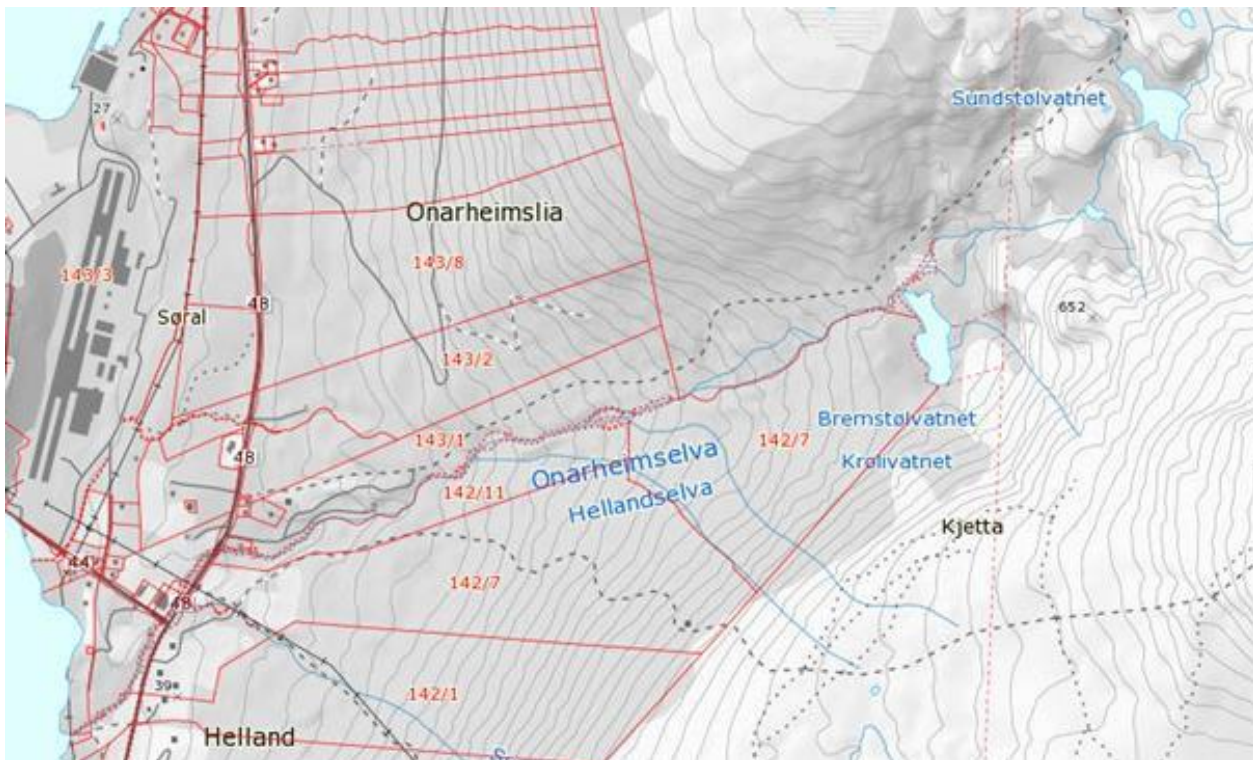 Sundstølvatnet
27
Onarheimslia
143/8
143/3
48
652
Søral
143/2
Bremstølvatnet
143/1
142/7
48
Onarheimselva
Krolivatnet
142/11
Hellandselva
Kjetta
44
142/7
48
39
142/1
Helland